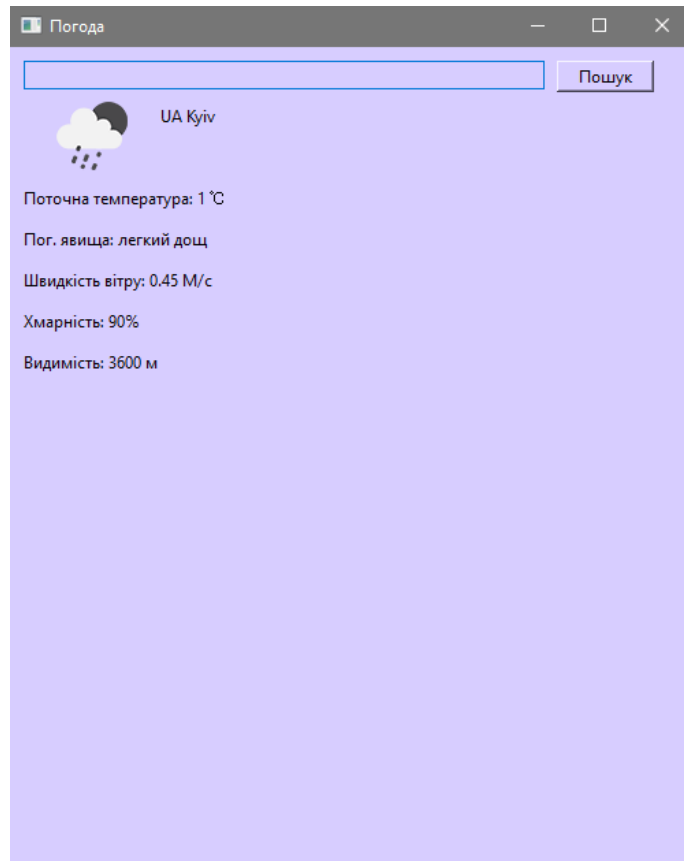 Погода
Пошук
UA Kyiv
Поточна температура: 1 ℃
Пог. явища: легкий дощ
Швидкість вітру: 0.45 М/с
Хмарність: 90%
Видимість: 3600 м